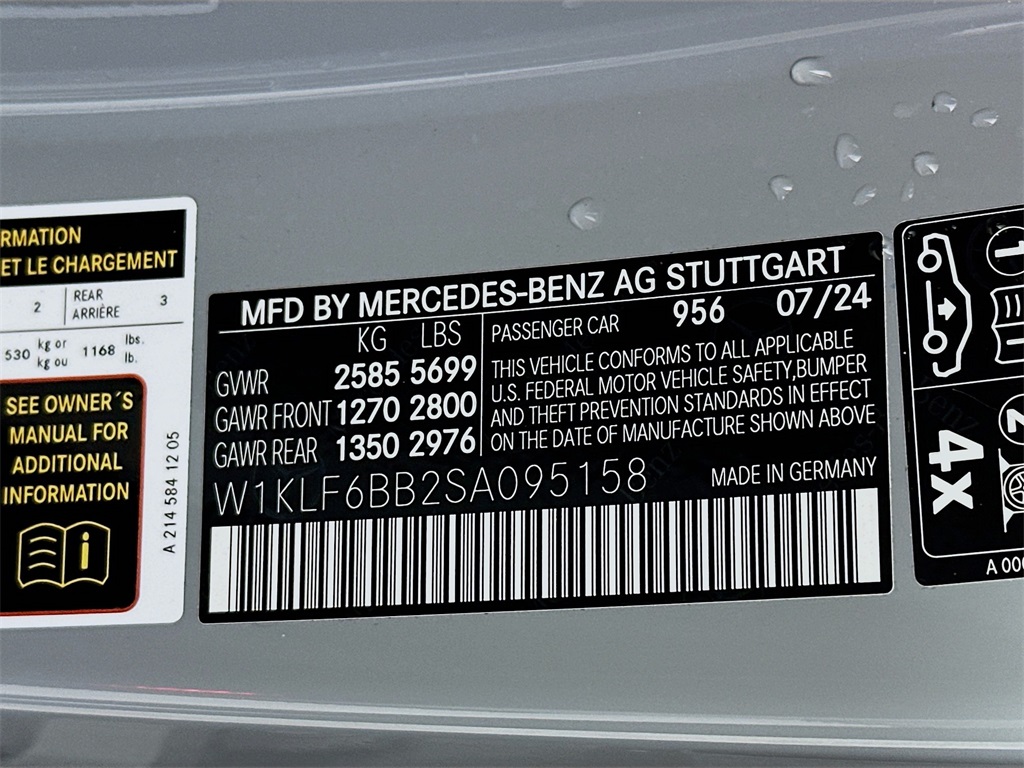 RMATION
ET LE CHARGEMENT
2 REAR ARRIÈRE 3
530 kg or kg ou 1168 lbs. lb.
SEE OWNER´S
MANUAL FOR
ADDITIONAL
INFORMATION
i
A 214 584 12 05
MFD BY MERCEDES-BENZ AG STUTTGART
KG LBS
GVWR 2585 5699
GAWR FRONT 1270 2800
GAWR REAR 1350 2976
PASSENGER CAR 956 07/24
THIS VEHICLE CONFORMS TO ALL APPLICABLE
U.S. FEDERAL MOTOR VEHICLE SAFETY,BUMPER
AND THEFT PREVENTION STANDARDS IN EFFECT
ON THE DATE OF MANUFACTURE SHOWN ABOVE
W1KLF6BB2SA095158 MADE IN GERMANY
1
2
4x
A 000